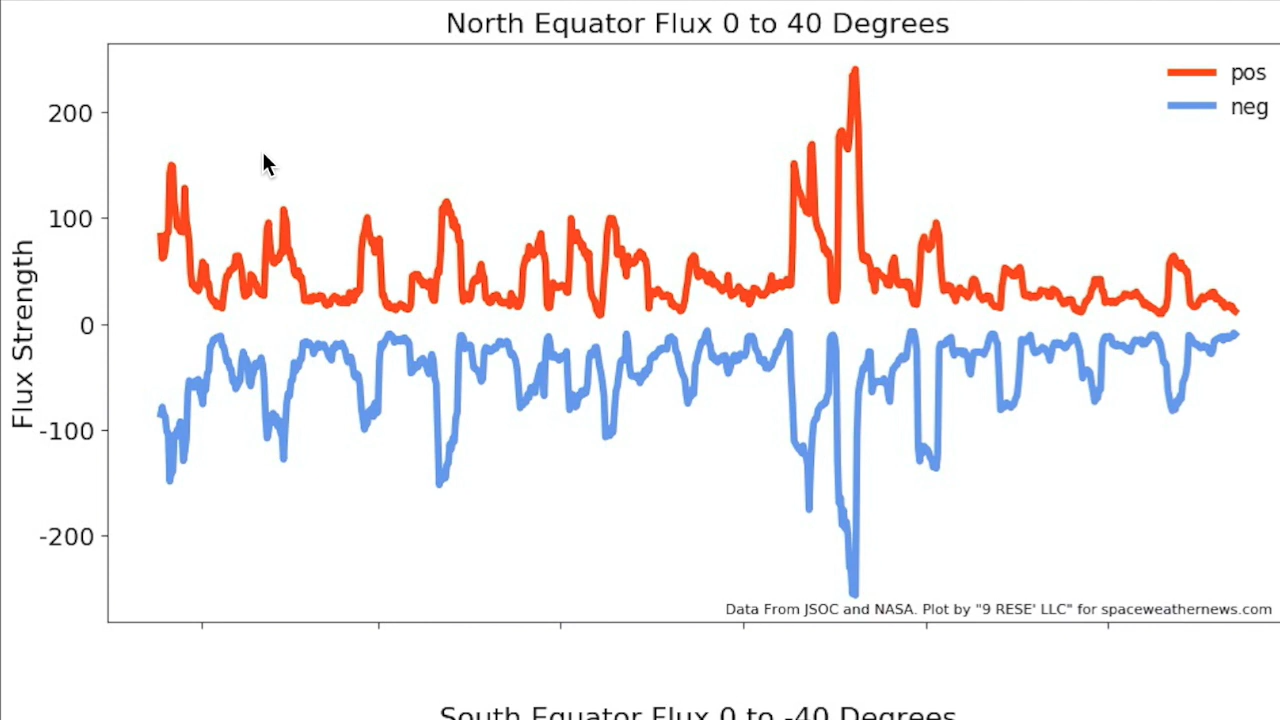 North Equator Flux 0 to 40 Degrees
pos
neg
200
100
0
-100
-200
Flux Strength
Data From JSOC and NASA. Plot by "9 RESE' LLC" for spaceweathernews.com
South Equator Flux 0 to -40 Degrees